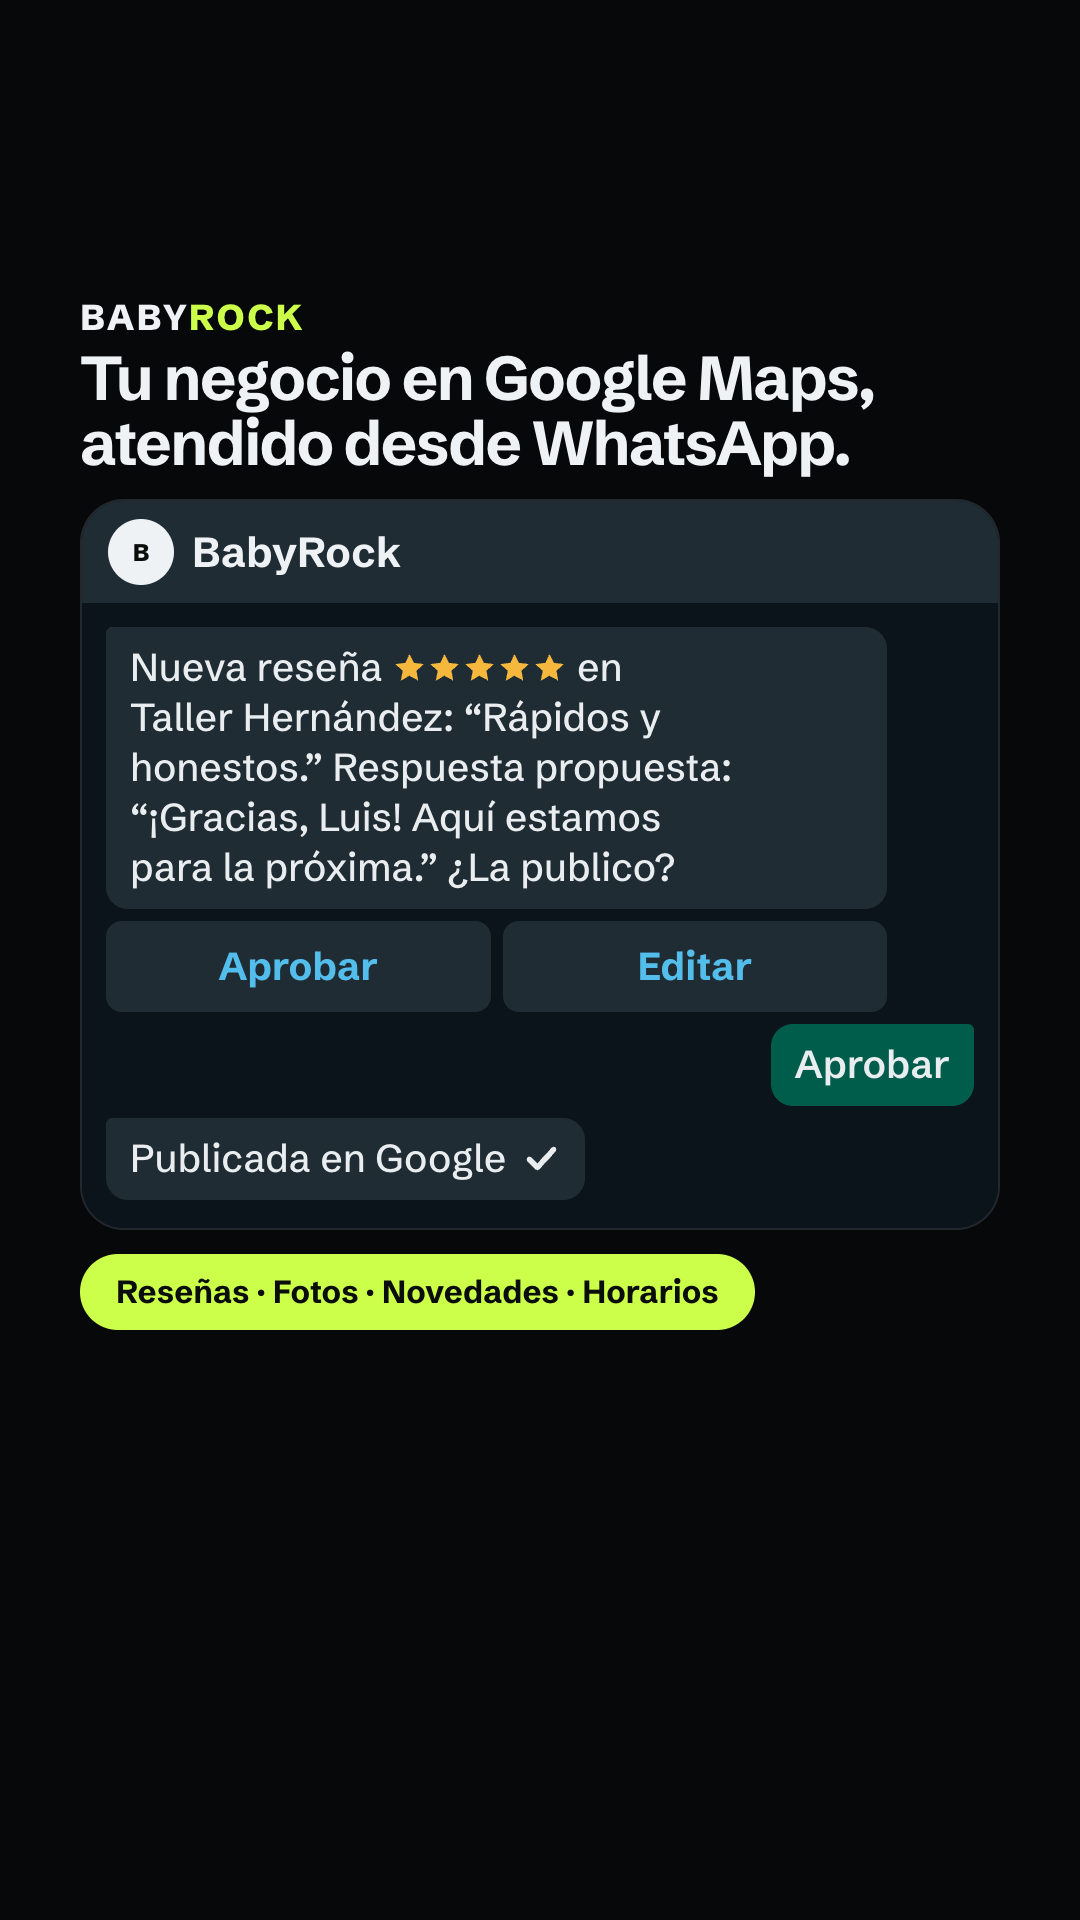 BABYROCK
Tu negocio en Google Maps,
atendido desde WhatsApp.
B BabyRock
Nueva reseña ★★★★★ en
Taller Hernández: “Rápidos y
honestos.” Respuesta propuesta:
“¡Gracias, Luis! Aquí estamos
para la próxima.” ¿La publico?
Aprobar Editar
Aprobar
Publicada en Google ✓
Reseñas · Fotos · Novedades · Horarios